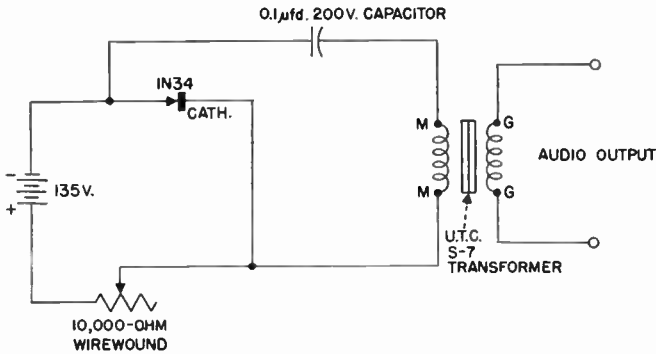 0.1µfd. 200V. CAPACITOR
1N34
CATH.
M
G
-
135V.
+
AUDIO OUTPUT
M
G
U.T.C.
S-7
TRANSFORMER
10,000-OHM
WIREWOUND